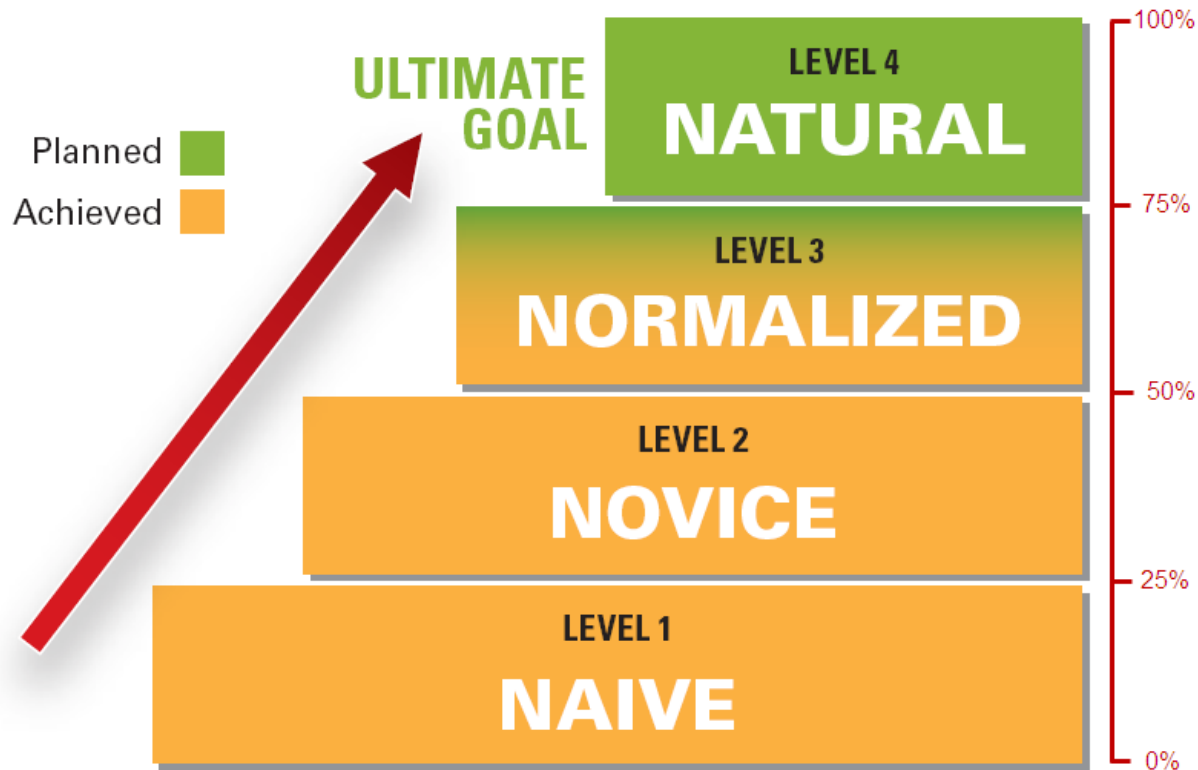 100%
LEVEL 4
NATURAL
ULTIMATE
GOAL
Planned
Achieved
75%
LEVEL 3
NORMALIZED
50%
LEVEL 2
NOVICE
25%
LEVEL 1
NAIVE
0%